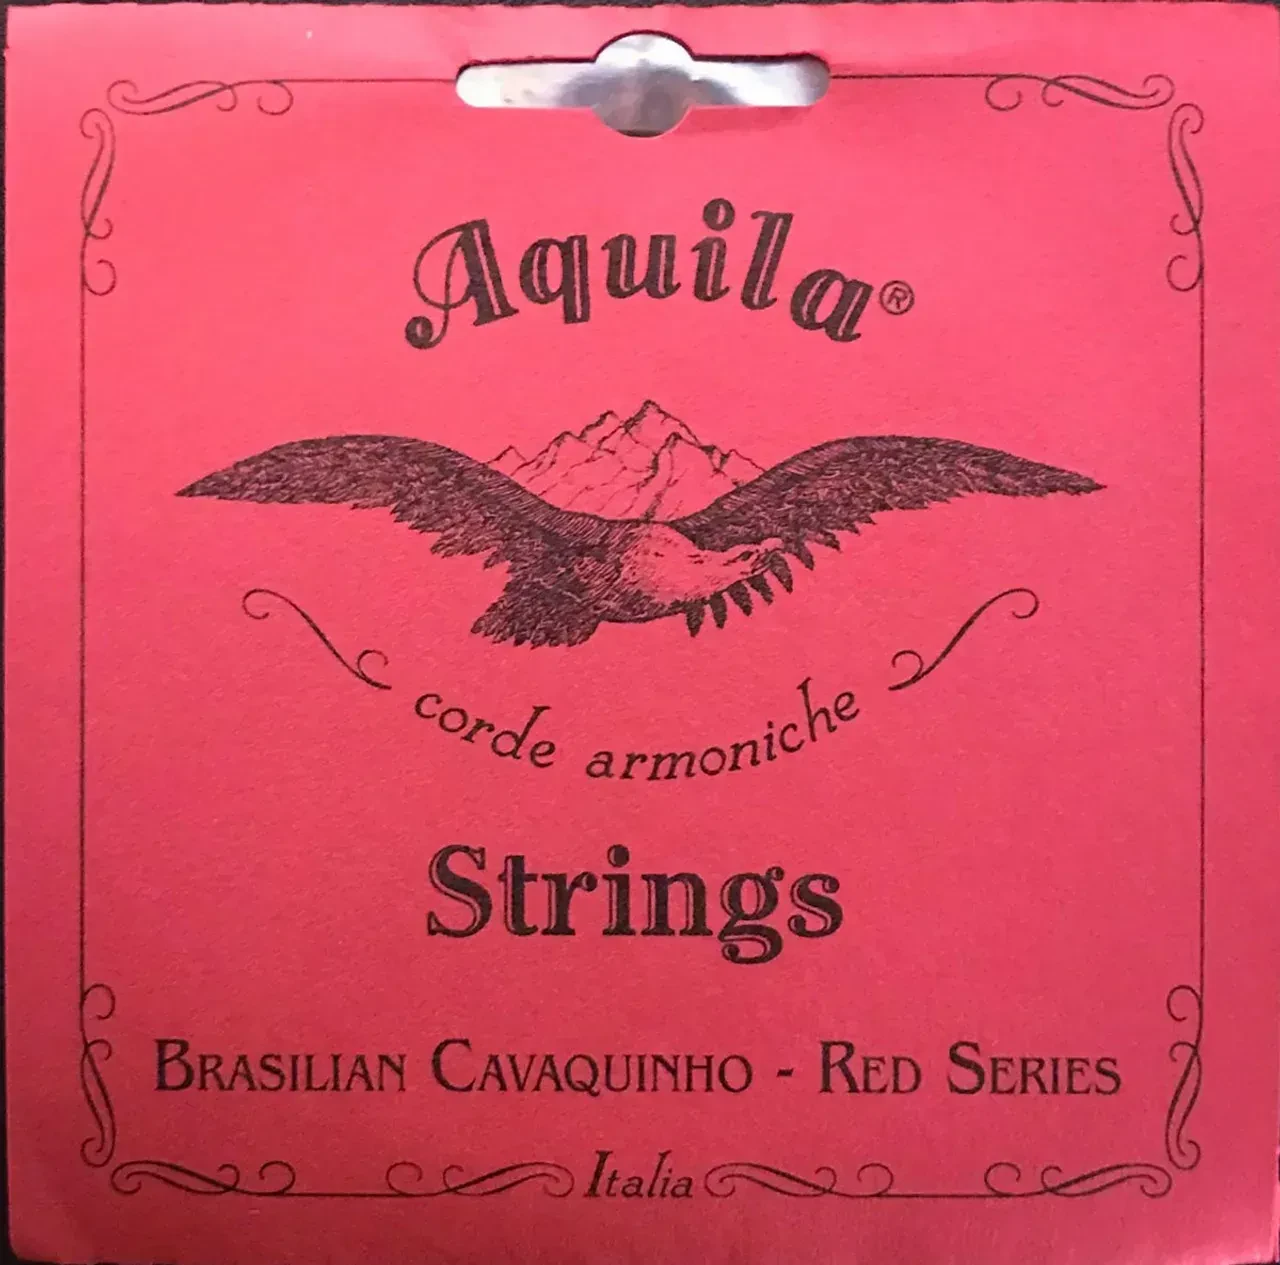 Aquila®
corde armoniche
Strings
BRASILIAN CAVAQUINHO - RED SERIES
Italia